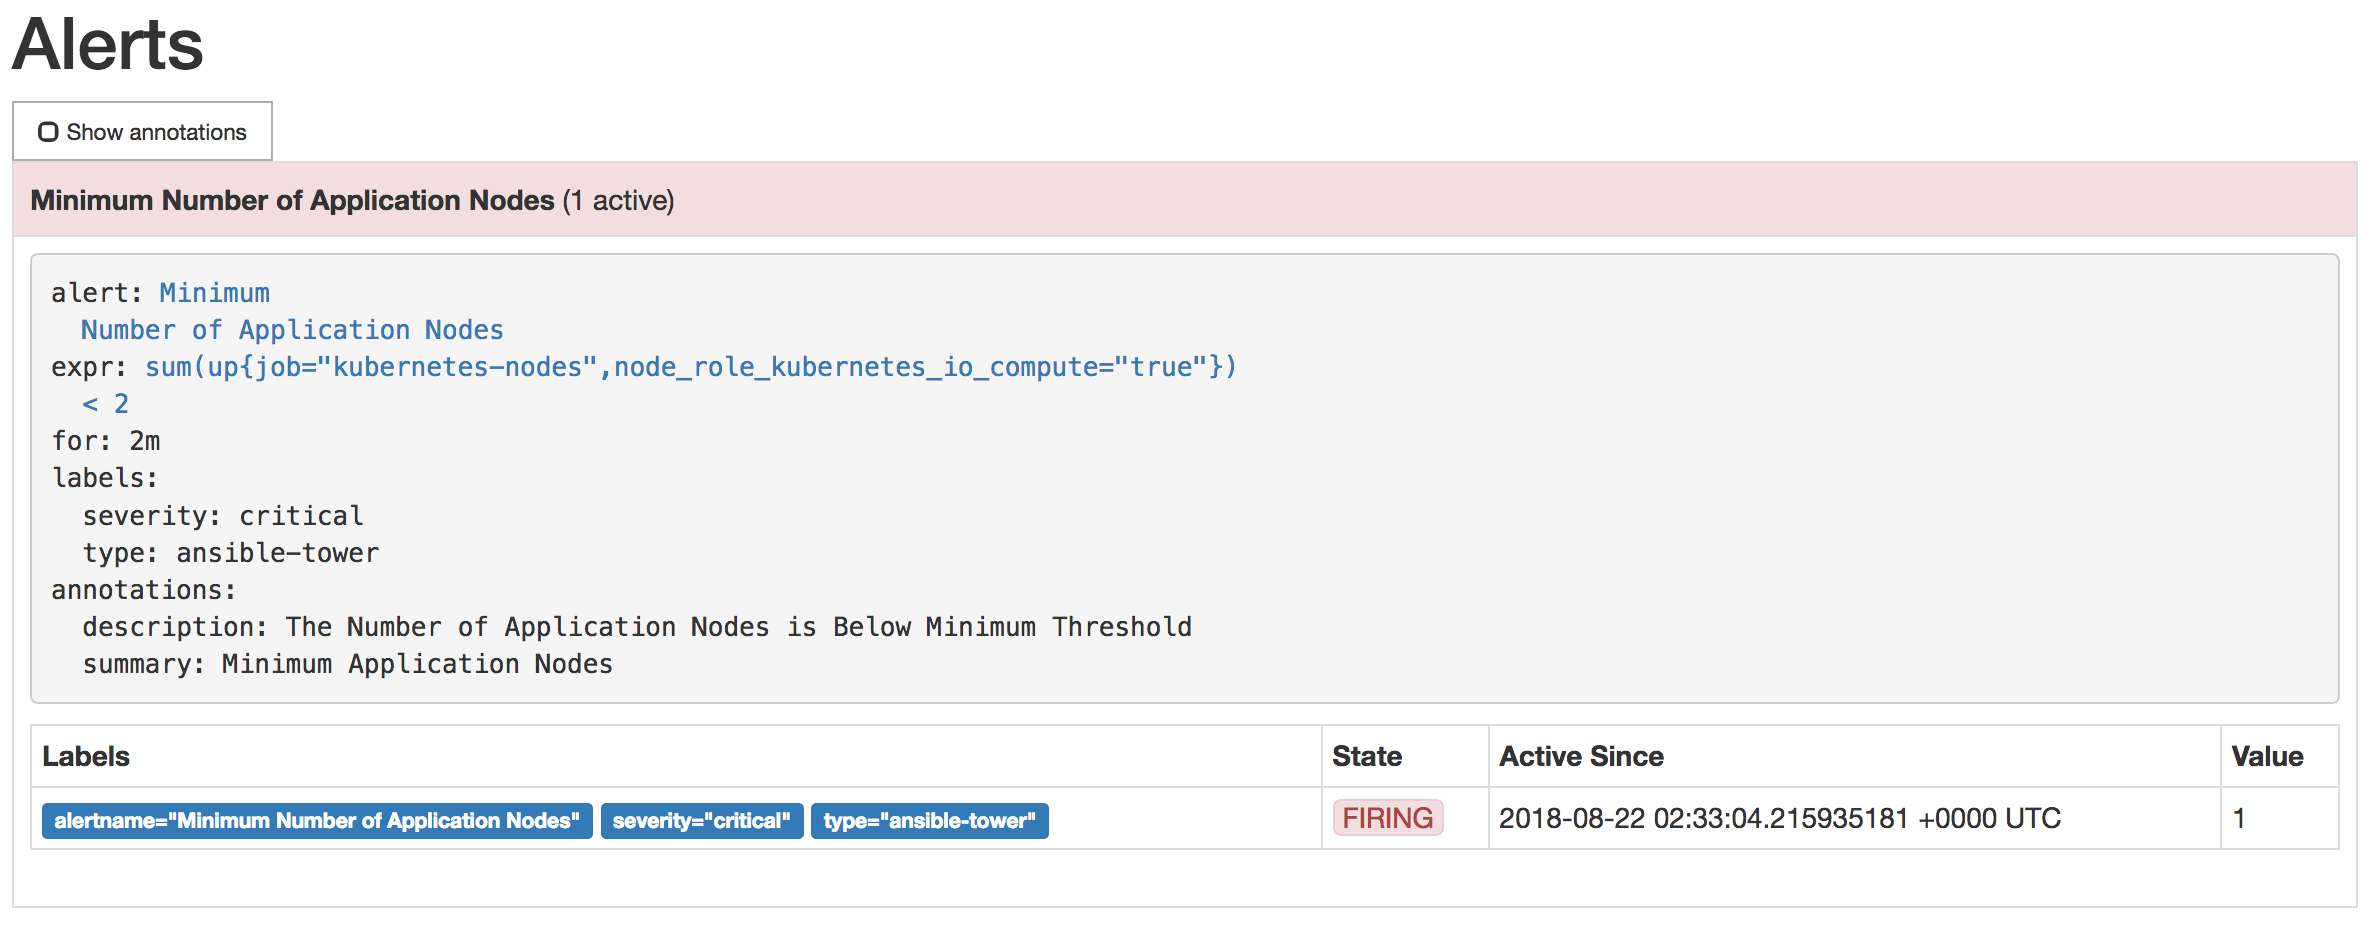 Alerts
Show annotations
Minimum Number of Application Nodes (1 active)
alert: Minimum
  Number of Application Nodes
expr: sum(up{job="kubernetes-nodes",node_role_kubernetes_io_compute="true"})
  < 2
for: 2m
labels:
  severity: critical
  type: ansible-tower
annotations:
  description: The Number of Application Nodes is Below Minimum Threshold
  summary: Minimum Application Nodes
Labels State Active Since Value
alertname="Minimum Number of Application Nodes" severity="critical" type="ansible-tower" FIRING 2018-08-22 02:33:04.215935181 +0000 UTC 1